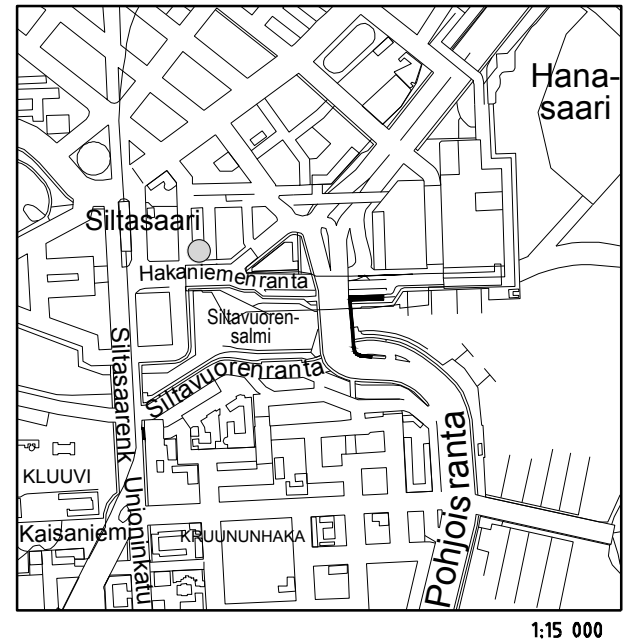 Hana-
saari
Siltasaari
Hakaniemenranta
Siltavuoren-
salmi
Siltavuorenranta
Siltasaarenk
KLUUVI
Unioninkatu
Kaisaniem
KRUUNUNHAKA
Pohjoisranta
1:15 000